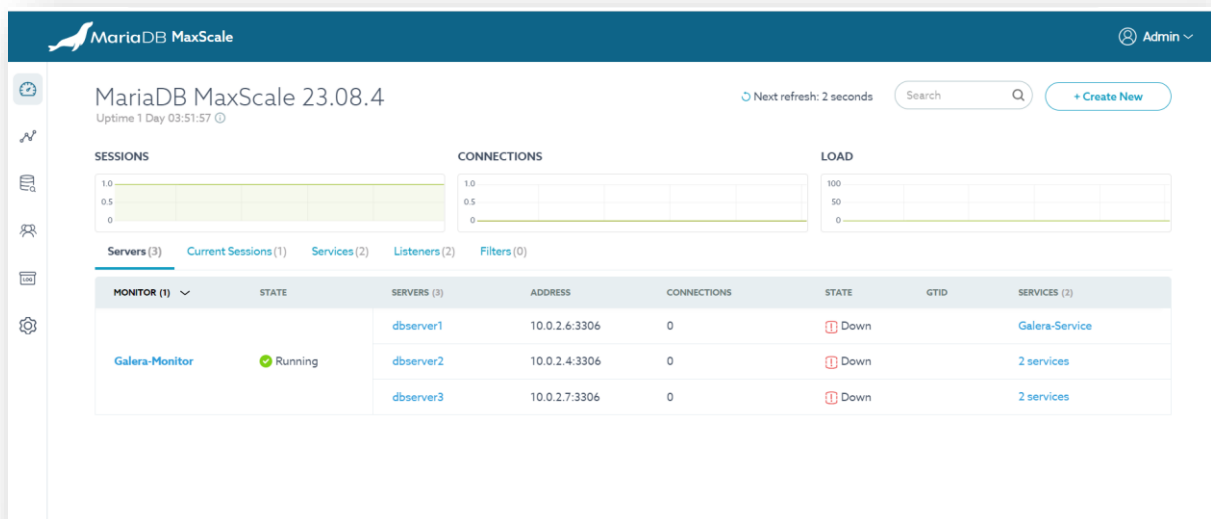 MariaDB MaxScale
Admin
MariaDB MaxScale 23.08.4
Next refresh: 2 seconds
Search
+ Create New
Uptime 1 Day 03:51:57
SESSIONS
CONNECTIONS
LOAD
1.0
0.5
0
1.0
0.5
0
100
50
0
Servers (3) Current Sessions (1) Services (2) Listeners (2) Filters (0)
MONITOR (1) STATE SERVERS (3) ADDRESS CONNECTIONS STATE GTID SERVICES (2)
dbserver1 10.0.2.6:3306 0 Down Galera-Service
Galera-Monitor Running dbserver2 10.0.2.4:3306 0 Down 2 services
dbserver3 10.0.2.7:3306 0 Down 2 services
LOG